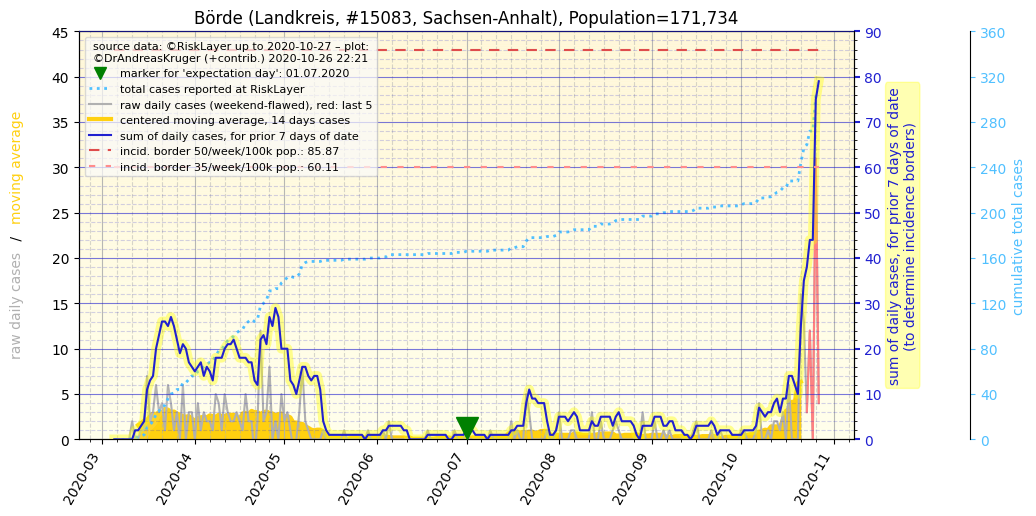 Börde (Landkreis, #15083, Sachsen-Anhalt), Population=171,734
source data: ©RiskLayer up to 2020-10-27 – plot:
©DrAndreasKruger (+contrib.) 2020-10-26 22:21
marker for 'expectation day': 01.07.2020
total cases reported at RiskLayer
raw daily cases (weekend-flawed), red: last 5
centered moving average, 14 days cases
sum of daily cases, for prior 7 days of date
incid. border 50/week/100k pop.: 85.87
incid. border 35/week/100k pop.: 60.11
raw daily cases / moving average
45
40
35
30
25
20
15
10
5
0
2020-03
2020-04
2020-05
2020-06
2020-07
2020-08
2020-09
2020-10
2020-11
90
80
70
60
50
40
30
20
10
0
sum of daily cases, for prior 7 days of date
(to determine incidence borders)
360
320
280
240
200
160
120
80
40
0
cumulative total cases